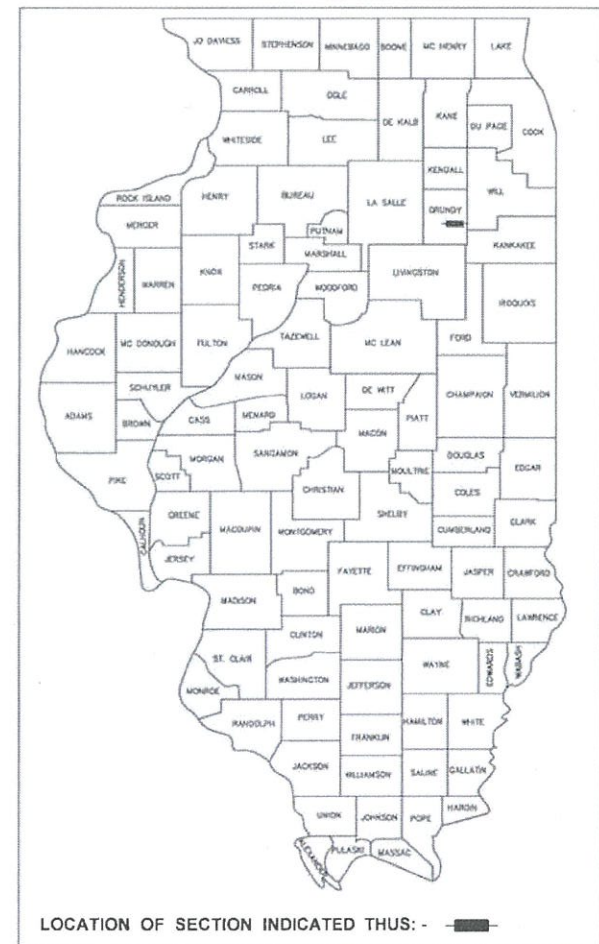 JO DAVIESS STEPHENSON WINNEBAGO BOONE MC HENRY LAKE
CARROLL OGLE DE KALB KANE DU PAGE COOK
WHITESIDE LEE
KENDALL WILL
ROCK ISLAND HENRY BUREAU LA SALLE GRUNDY
MERCER PUTNAM
STARK MARSHALL KANKAKEE
HENDERSON WARREN KNOX PEORIA WOODFORD LIVINGSTON IROQUOIS
HANCOCK MC DONOUGH FULTON TAZEWELL MC LEAN FORD
MASON
SCHUYLER LOGAN DE WITT CHAMPAIGN VERMILION
ADAMS BROWN CASS MENARD PIATT
MACON
MORGAN SANGAMON DOUGLAS EDGAR
PIKE SCOTT CHRISTIAN MOULTRIE
COLES
GREENE MACOUPIN MONTGOMERY SHELBY CUMBERLAND CLARK
CALHOUN JERSEY
FAYETTE EFFINGHAM JASPER CRAWFORD
MADISON BOND
CLAY RICHLAND LAWRENCE
CLINTON MARION
ST. CLAIR WAYNE EDWARDS WABASH
WASHINGTON JEFFERSON
MONROE
RANDOLPH PERRY HAMILTON WHITE
FRANKLIN
JACKSON WILLIAMSON SALINE GALLATIN
UNION JOHNSON POPE HARDIN
ALEXANDER PULASKI MASSAC
LOCATION OF SECTION INDICATED THUS: -